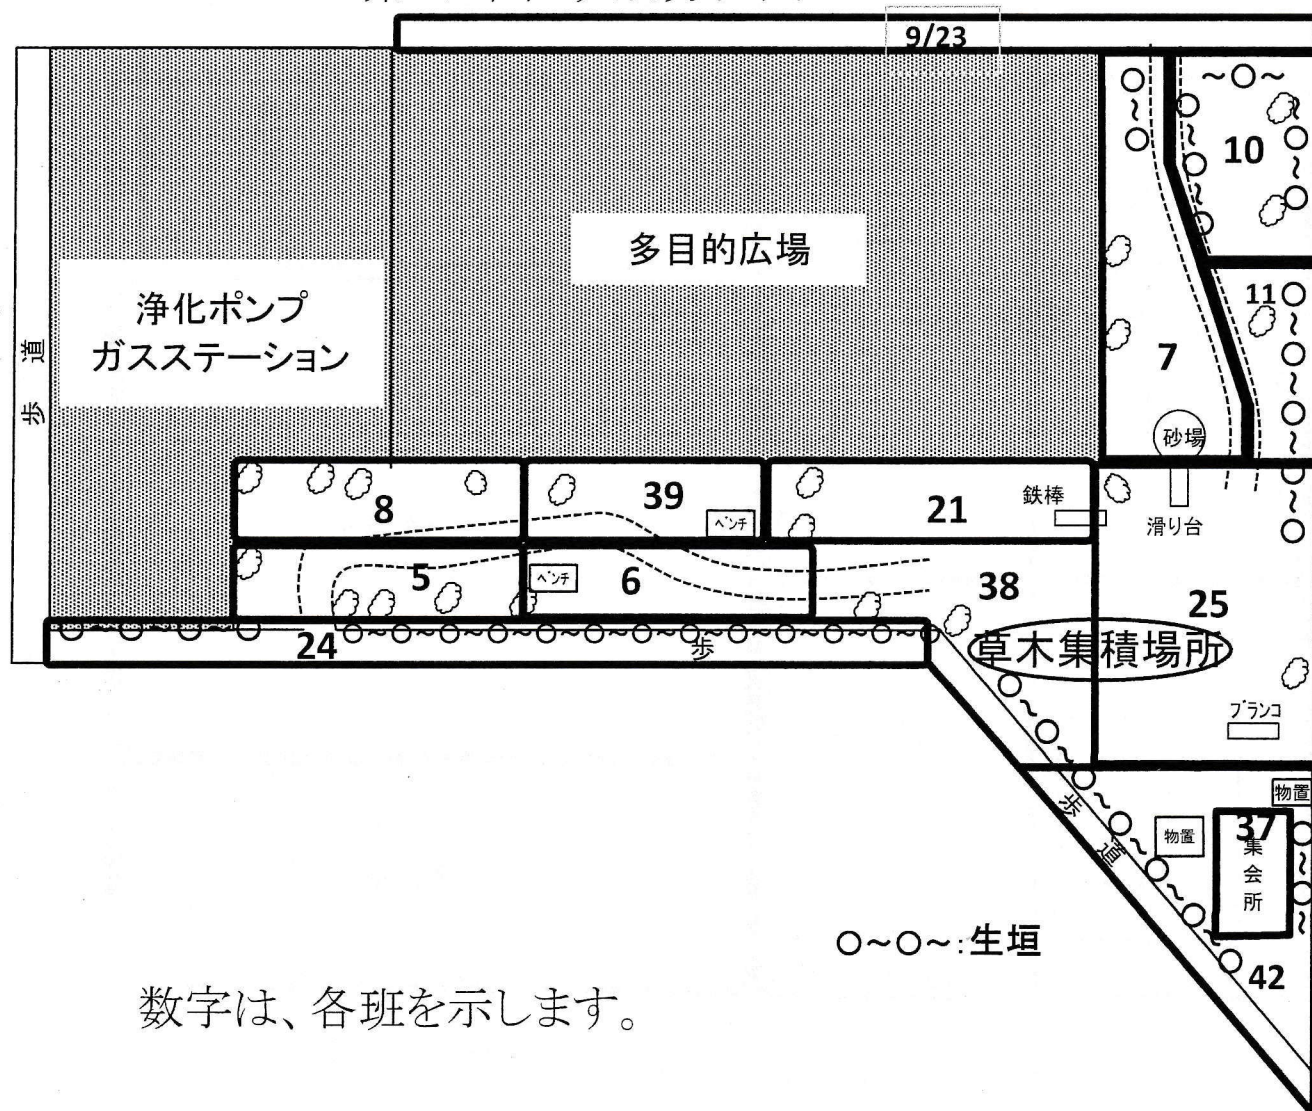 9/23
10
多目的広場
浄化ポンプ
ガスステーション
11
歩道
7
砂場
8
39
21
鉄棒
滑り台
ベンチ
5
ベンチ
6
38
25
24
歩
草木集積場所
ブランコ
物置
歩道
物置
37
集会所
○~○~:生垣
42
数字は、各班を示します。